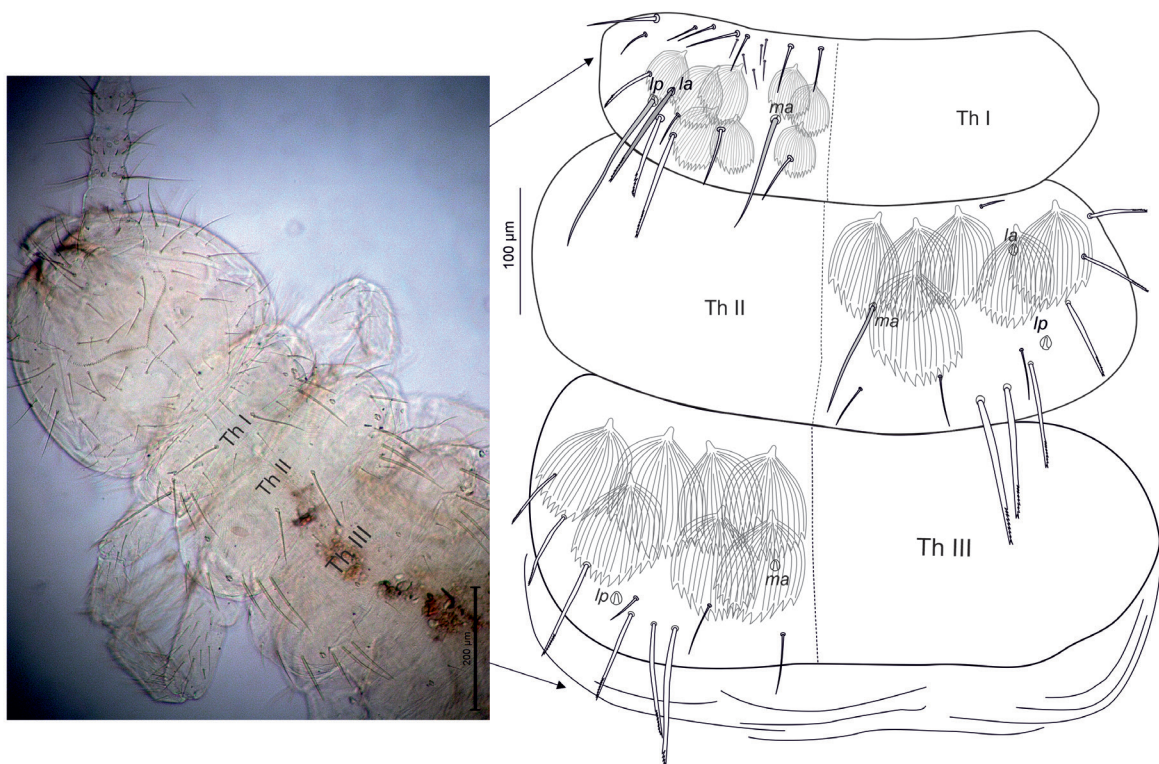 Th I
Th II
Th III
200 µm
100 µm
lp la
ma
Th I
la
ma
lp
Th II
lp
ma
Th III